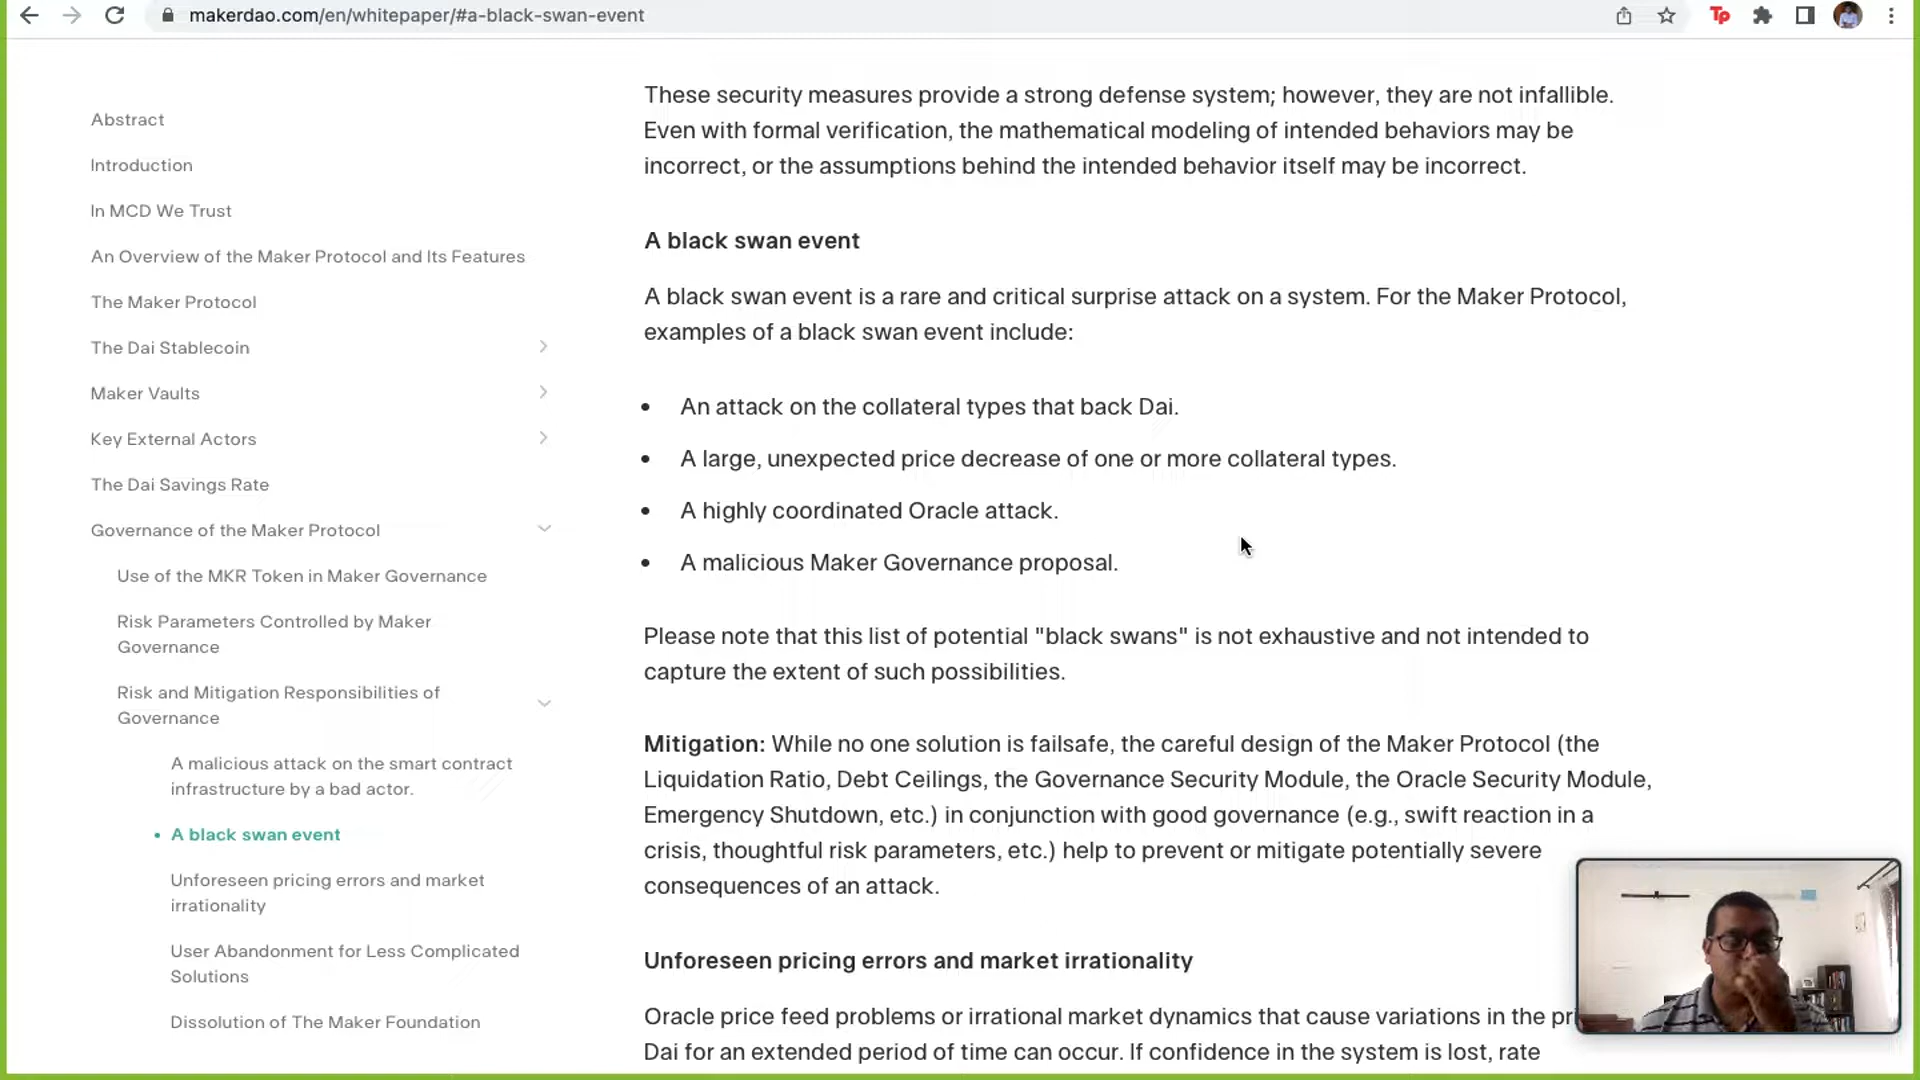 makerdao.com/en/whitepaper/#a-black-swan-event
Tp
Abstract
Introduction
In MCD We Trust
An Overview of the Maker Protocol and Its Features
The Maker Protocol
The Dai Stablecoin
Maker Vaults
Key External Actors
The Dai Savings Rate
Governance of the Maker Protocol
Use of the MKR Token in Maker Governance
Risk Parameters Controlled by Maker
Governance
Risk and Mitigation Responsibilities of
Governance
A malicious attack on the smart contract
infrastructure by a bad actor.
• A black swan event
Unforeseen pricing errors and market
irrationality
User Abandonment for Less Complicated
Solutions
Dissolution of The Maker Foundation
These security measures provide a strong defense system; however, they are not infallible.
Even with formal verification, the mathematical modeling of intended behaviors may be
incorrect, or the assumptions behind the intended behavior itself may be incorrect.
A black swan event
A black swan event is a rare and critical surprise attack on a system. For the Maker Protocol,
examples of a black swan event include:
• An attack on the collateral types that back Dai.
• A large, unexpected price decrease of one or more collateral types.
• A highly coordinated Oracle attack.
• A malicious Maker Governance proposal.
Please note that this list of potential "black swans" is not exhaustive and not intended to
capture the extent of such possibilities.
Mitigation: While no one solution is failsafe, the careful design of the Maker Protocol (the
Liquidation Ratio, Debt Ceilings, the Governance Security Module, the Oracle Security Module,
Emergency Shutdown, etc.) in conjunction with good governance (e.g., swift reaction in a
crisis, thoughtful risk parameters, etc.) help to prevent or mitigate potentially severe
consequences of an attack.
Unforeseen pricing errors and market irrationality
Oracle price feed problems or irrational market dynamics that cause variations in the
Dai for an extended period of time can occur. If confidence in the system is lost, rate